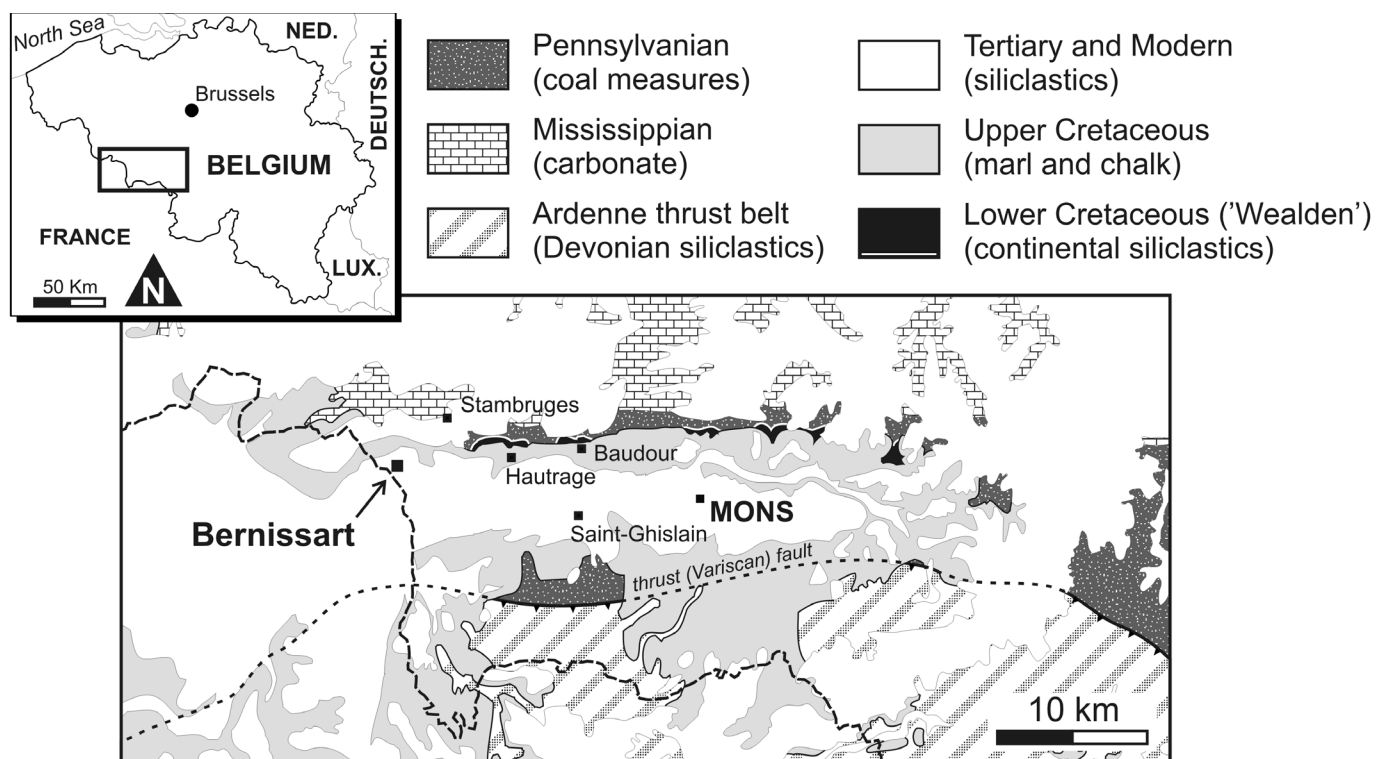 North Sea
NED.
DEUTSCH.
Brussels
BELGIUM
FRANCE
LUX.
50 Km
N
Pennsylvanian
(coal measures)
Mississippian
(carbonate)
Ardenne thrust belt
(Devonian siliclastics)
Tertiary and Modern
(siliclastics)
Upper Cretaceous
(marl and chalk)
Lower Cretaceous ('Wealden')
(continental siliclastics)
Stambruges
Baudour
Hautrage
Bernissart
MONS
Saint-Ghislain
thrust (Variscan) fault
10 km